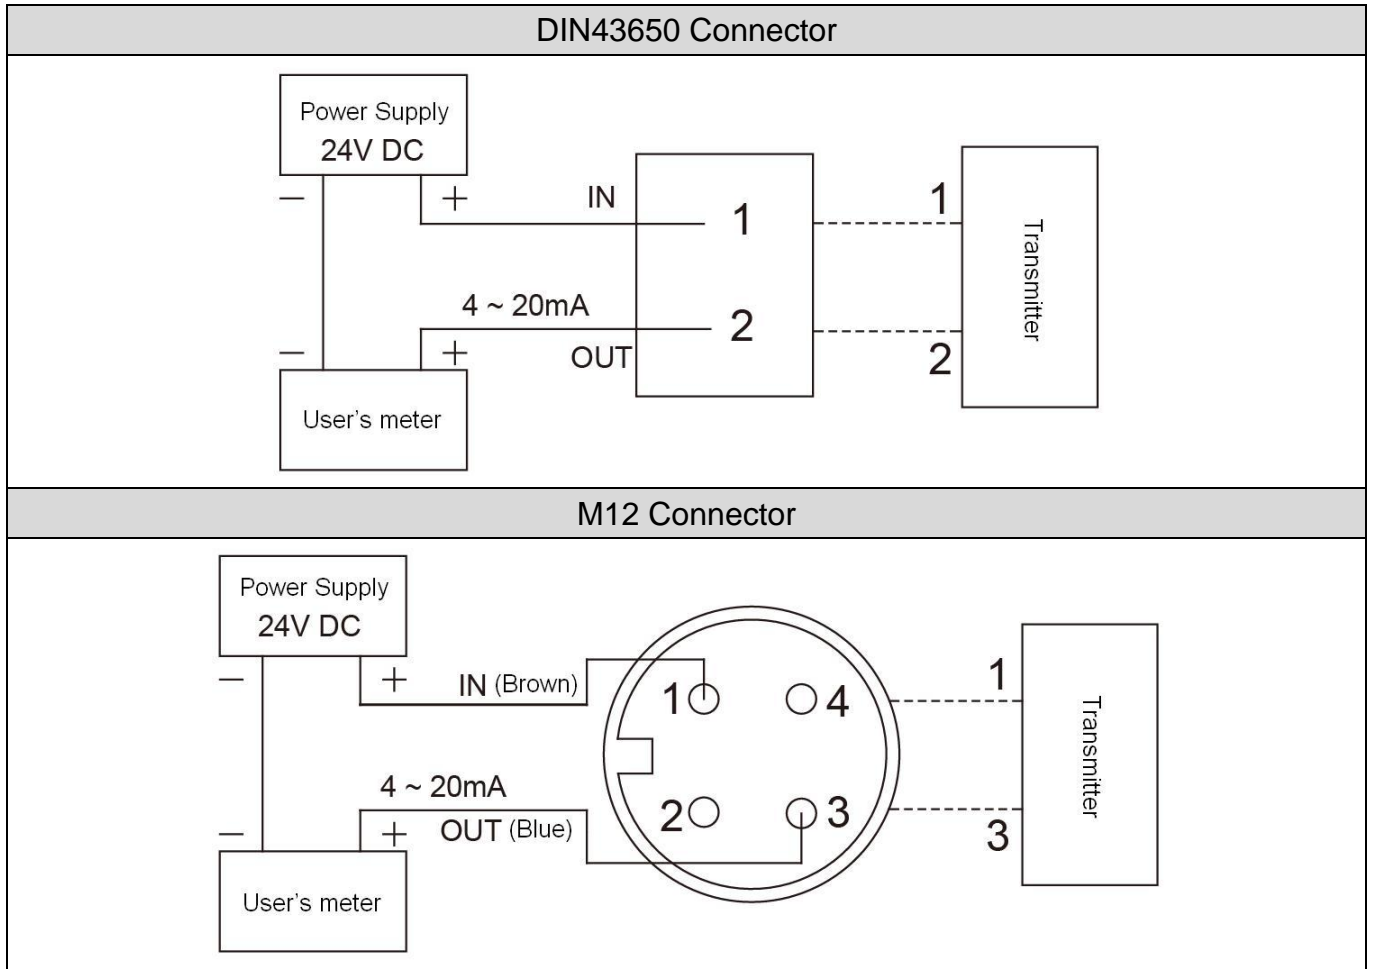 DIN43650 Connector
Power Supply
24V DC
− +
IN
1
1
Transmitter
4 ~ 20mA
2
− +
OUT
2
User's meter
M12 Connector
Power Supply
24V DC
− +
IN (Brown)
1 4
1
Transmitter
4 ~ 20mA
2 3
− +
OUT (Blue)
3
User's meter